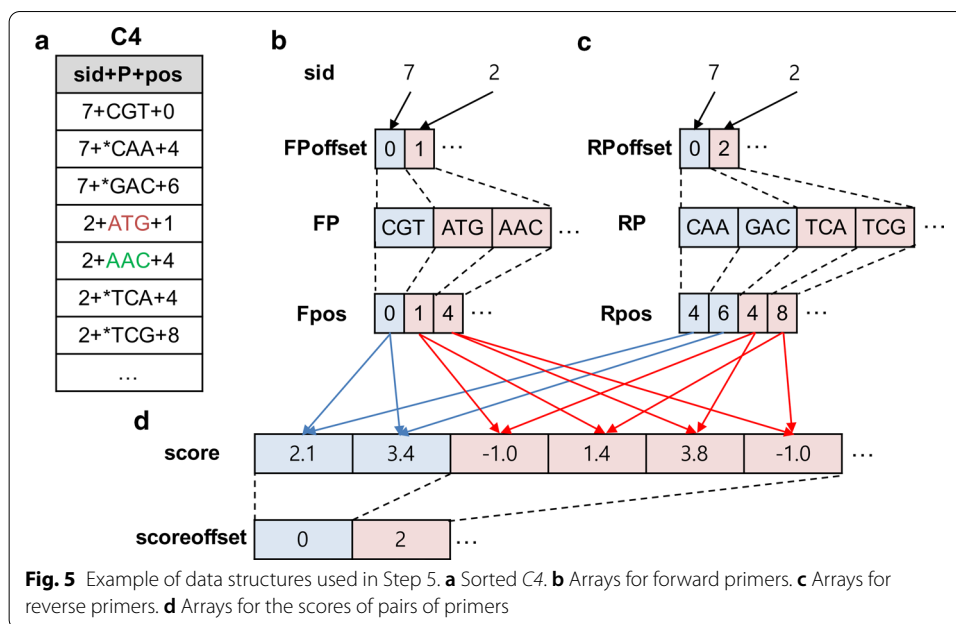 a
C4
sid+P+pos
7+CGT+0
7+*CAA+4
7+*GAC+6
2+ATG+1
2+AAC+4
2+*TCA+4
2+*TCG+8
...
b
sid 7 2
FPoffset 0 1 ...
FP CGT ATG AAC ...
Fpos 0 1 4 ...
c
7 2
RPoffset 0 2 ...
RP CAA GAC TCA TCG ...
Rpos 4 6 4 8 ...
d
score 2.1 3.4 -1.0 1.4 3.8 -1.0 ...
scoreoffset 0 2 ...
Fig. 5 Example of data structures used in Step 5. a Sorted C4. b Arrays for forward primers. c Arrays for
reverse primers. d Arrays for the scores of pairs of primers